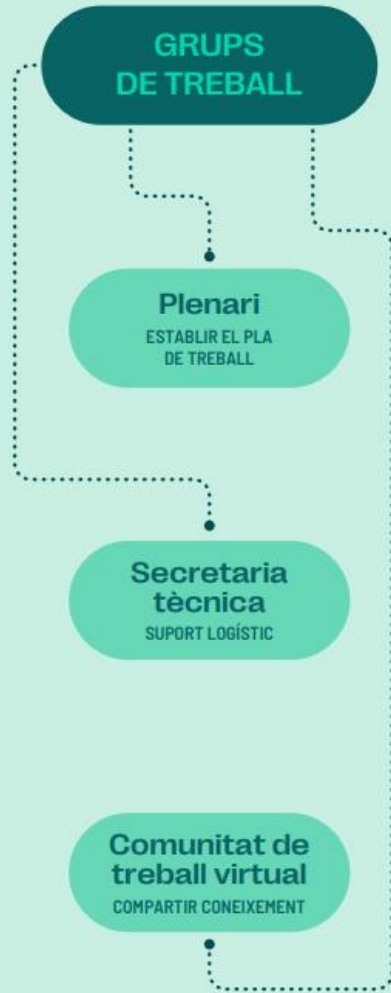 GRUPS
DE TREBALL
Plenari
ESTABLIR EL PLA
DE TREBALL
Secretaria
tècnica
SUPORT LOGÍSTIC
Comunitat de
treball virtual
COMPARTIR CONEIXEMENT